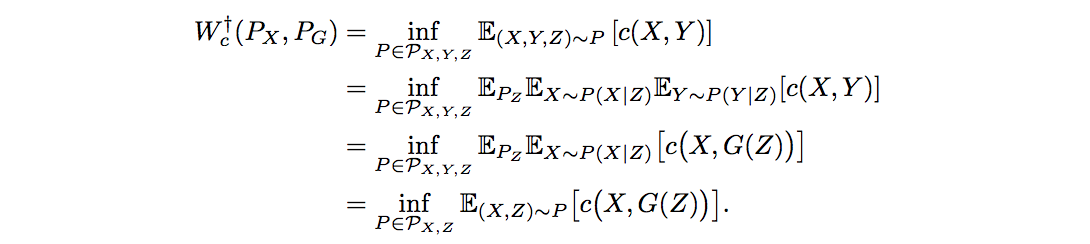 W_c^†(P_X, P_G) = inf_{P∈𝒫_{X,Y,Z}} 𝔼_{(X,Y,Z)∼P} [c(X, Y)]
= inf_{P∈𝒫_{X,Y,Z}} 𝔼_{P_Z} 𝔼_{X∼P(X|Z)} 𝔼_{Y∼P(Y|Z)} [c(X, Y)]
= inf_{P∈𝒫_{X,Y,Z}} 𝔼_{P_Z} 𝔼_{X∼P(X|Z)} [c(X, G(Z))]
= inf_{P∈𝒫_{X,Z}} 𝔼_{(X,Z)∼P} [c(X, G(Z))].